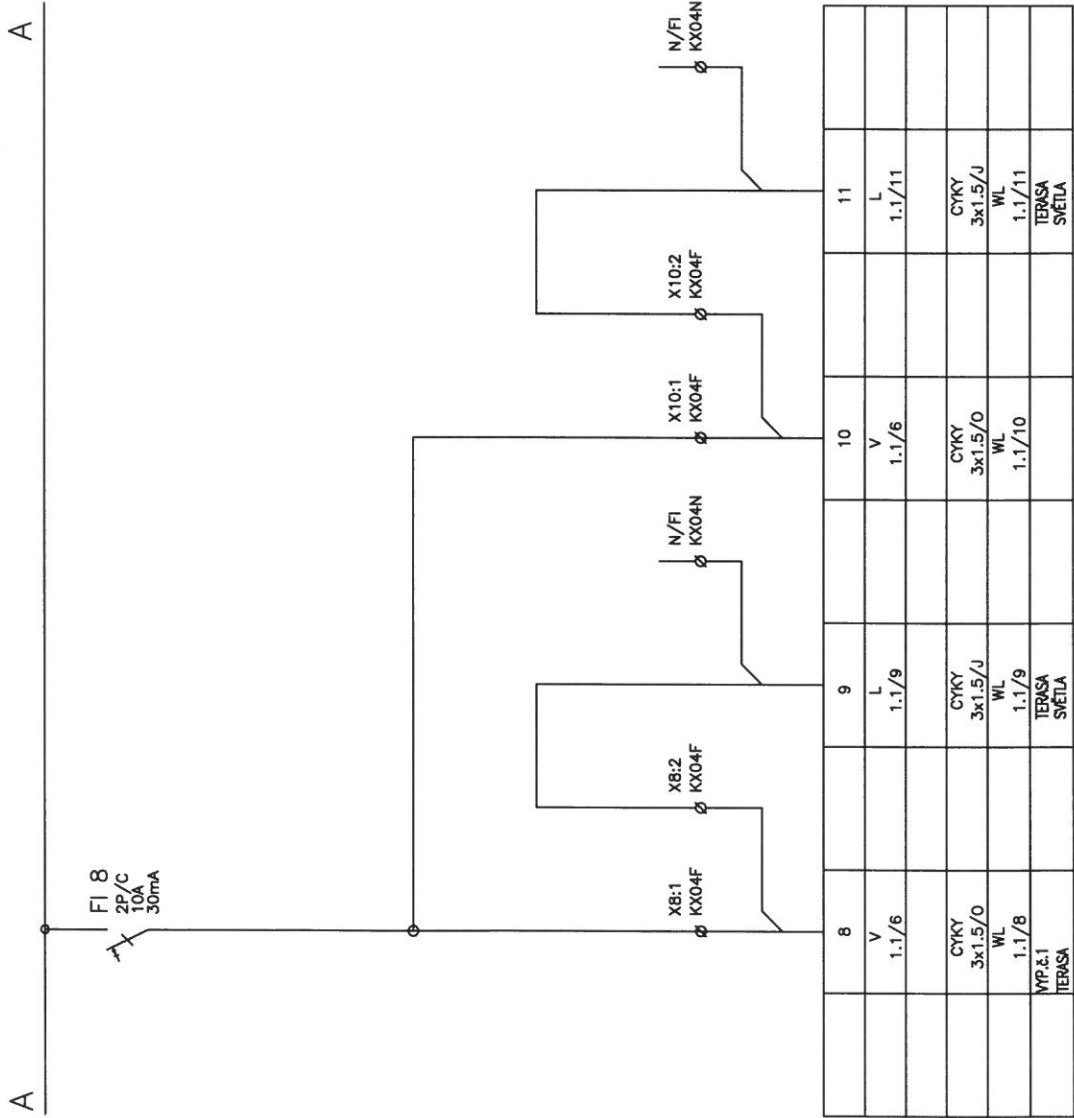 A
A
FI 8
2P/C
10A
30mA
X8:1
KX04F
X8:2
KX04F
N/FI
KX04N
X10:1
KX04F
X10:2
KX04F
N/FI
KX04N
8
9
10
11
V
1.1/6
L
1.1/9
V
1.1/6
L
1.1/11
CYKY
3x1.5/O
CYKY
3x1.5/J
CYKY
3x1.5/O
CYKY
3x1.5/J
WL
1.1/8
WL
1.1/9
WL
1.1/10
WL
1.1/11
VYP.č.1
TERASA
TERASA
SVĚTLA
TERASA
SVĚTLA